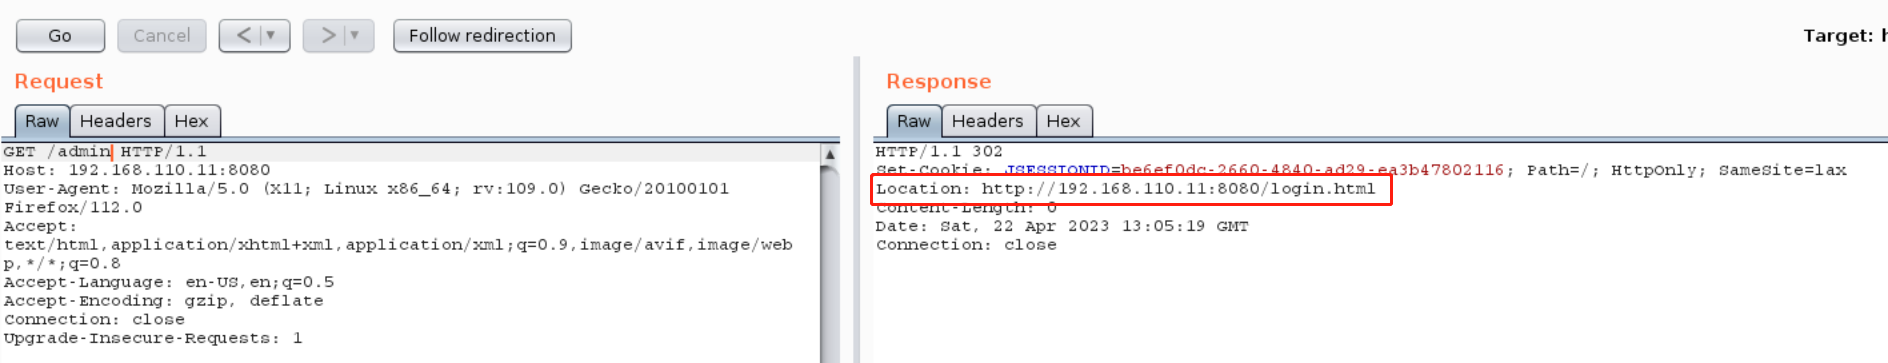 Go
Cancel
<
>
Follow redirection
Target: h
Request
Raw
Headers
Hex
GET /admin HTTP/1.1
Host: 192.168.110.11:8080
User-Agent: Mozilla/5.0 (X11; Linux x86_64; rv:109.0) Gecko/20100101
Firefox/112.0
Accept:
text/html,application/xhtml+xml,application/xml;q=0.9,image/avif,image/web
p,*/*;q=0.8
Accept-Language: en-US,en;q=0.5
Accept-Encoding: gzip, deflate
Connection: close
Upgrade-Insecure-Requests: 1
Response
Raw
Headers
Hex
HTTP/1.1 302
Set-Cookie: JSESSIONID=be6ef0dc-2660-4840-ad29-ea3b47802116; Path=/; HttpOnly; SameSite=lax
Location: http://192.168.110.11:8080/login.html
Content-Length: 0
Date: Sat, 22 Apr 2023 13:05:19 GMT
Connection: close